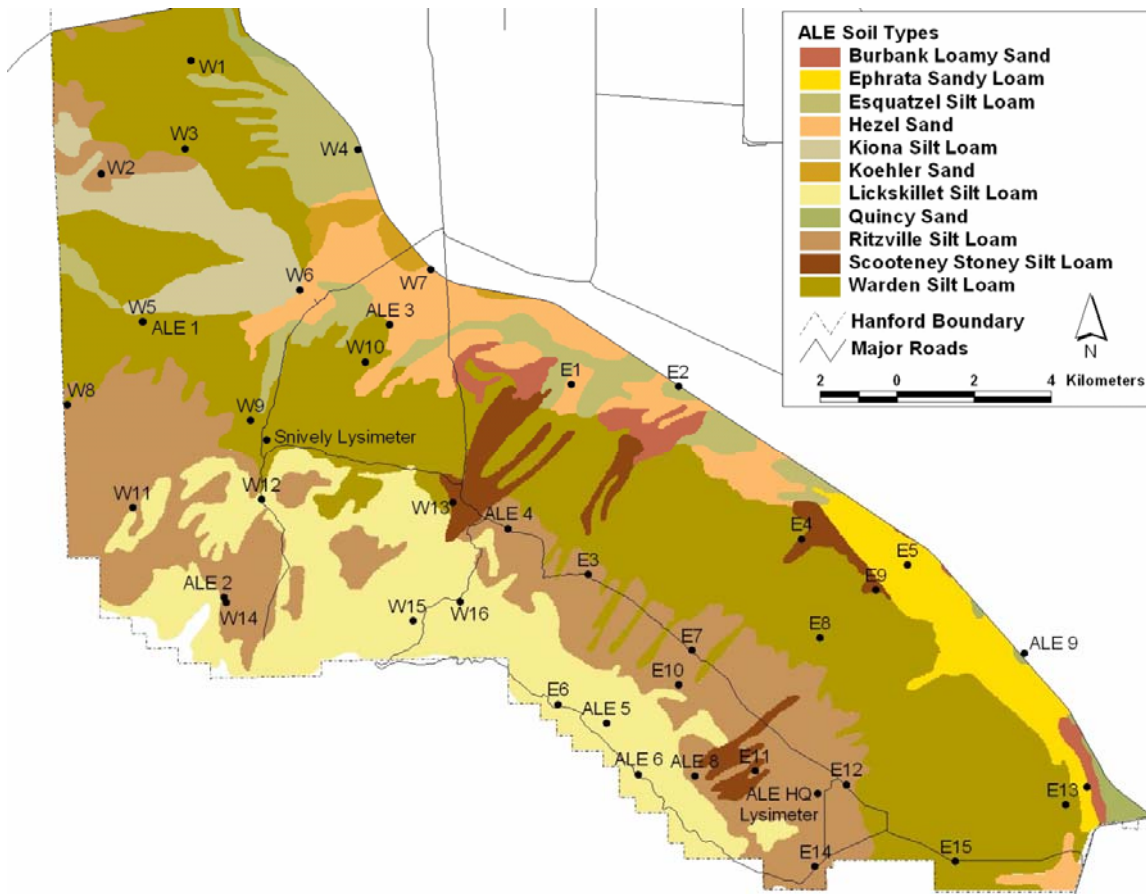 ALE Soil Types
Burbank Loamy Sand
Ephrata Sandy Loam
Esquatzel Silt Loam
Hezel Sand
Kiona Silt Loam
Koehler Sand
Lickskillet Silt Loam
Quincy Sand
Ritzville Silt Loam
Scooteney Stoney Silt Loam
Warden Silt Loam
Hanford Boundary
Major Roads
N
2 0 2 4 Kilometers
W1
W3
W4
W2
W6
W7
W5
ALE 1
ALE 3
W10
E1
E2
W8
W9
Snively Lysimeter
W12
W11
W13
ALE 4
E4
E5
E3
E9
ALE 2
W14
W15
W16
E8
E7
ALE 9
E10
E6
ALE 5
ALE 6
ALE 8
E11
E12
ALE HQ
Lysimeter
E13
E14
E15